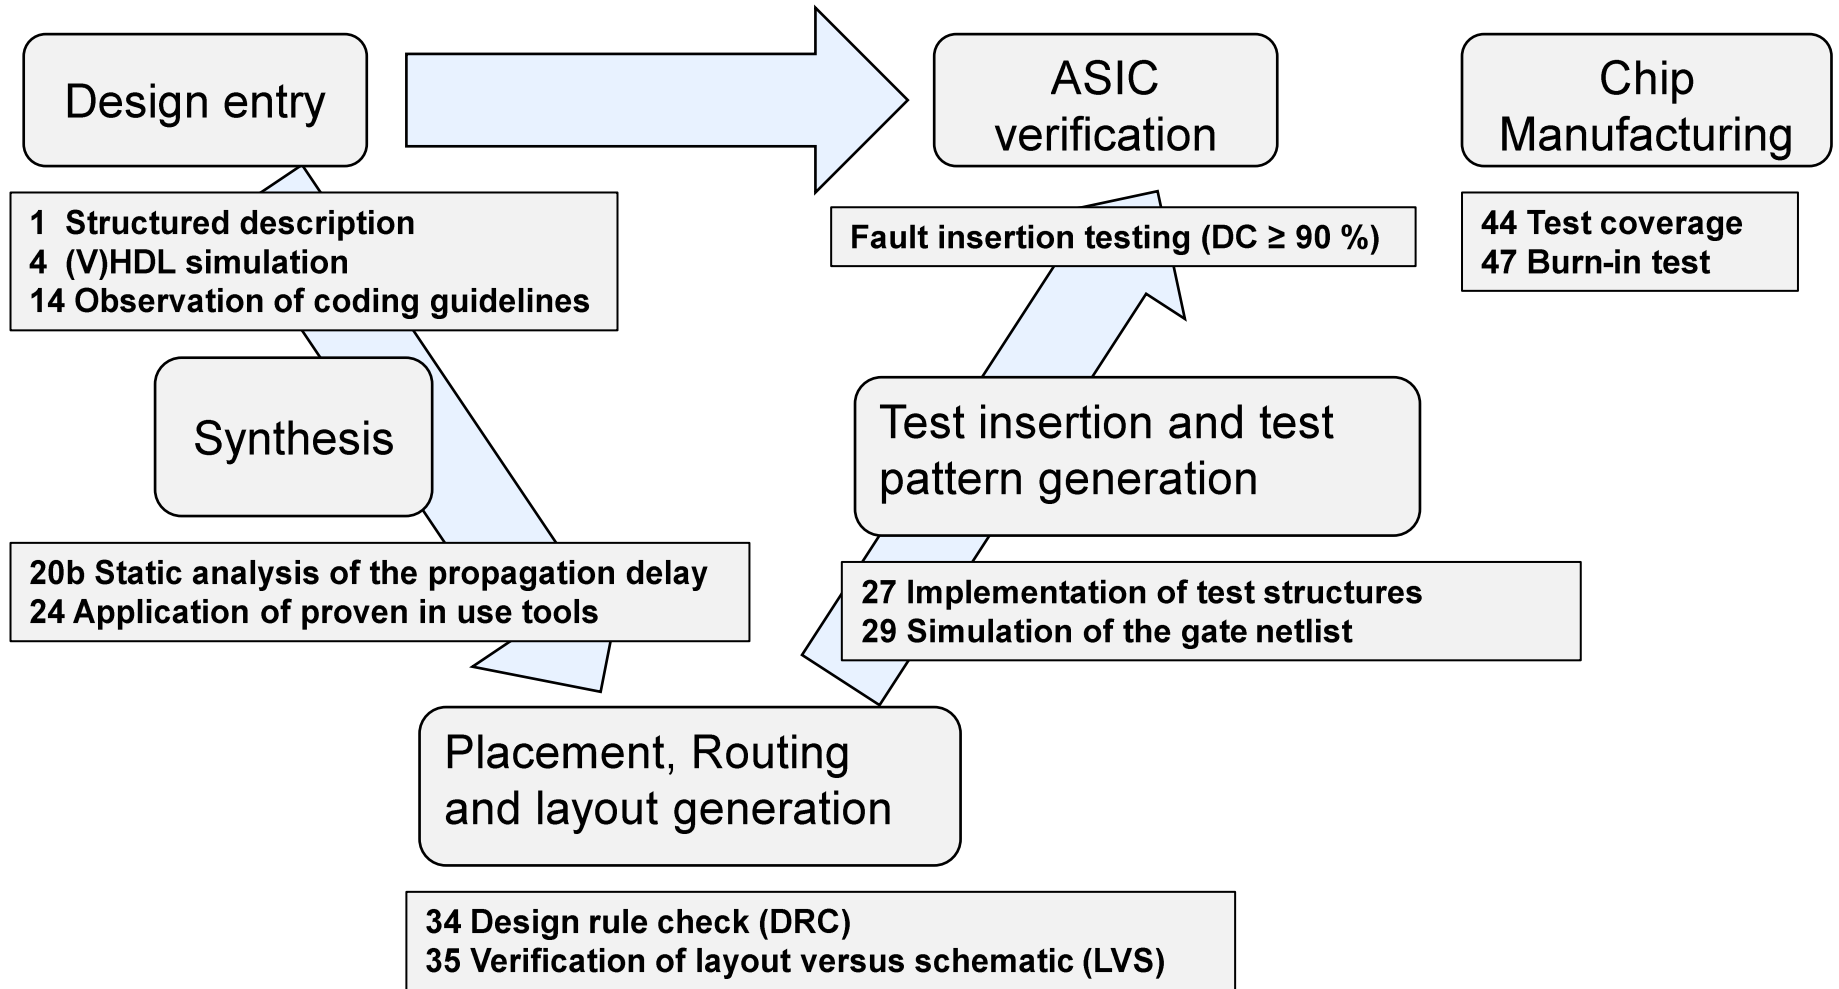 Design entry
1 Structured description
4 (V)HDL simulation
14 Observation of coding guidelines
Synthesis
20b Static analysis of the propagation delay
24 Application of proven in use tools
Placement, Routing
and layout generation
34 Design rule check (DRC)
35 Verification of layout versus schematic (LVS)
Test insertion and test
pattern generation
27 Implementation of test structures
29 Simulation of the gate netlist
ASIC
verification
Fault insertion testing (DC ≥ 90 %)
Chip
Manufacturing
44 Test coverage
47 Burn-in test